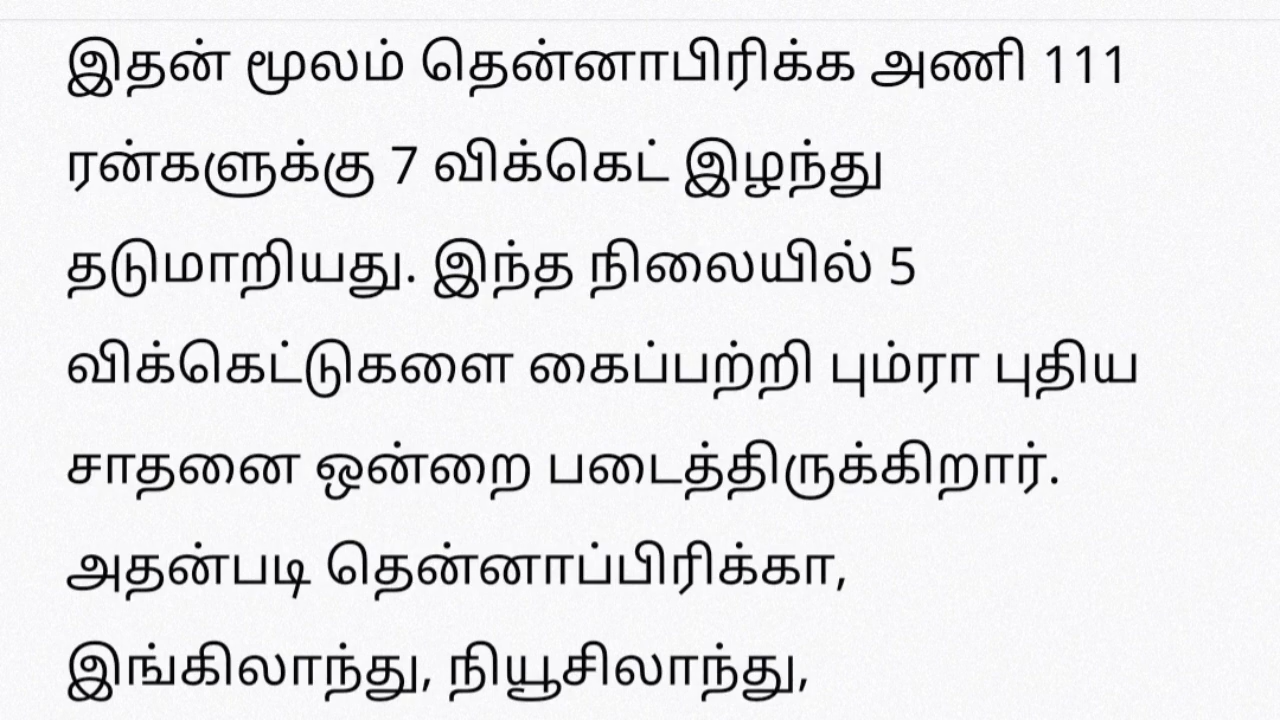 இதன் மூலம் தென்னாபிரிக்க அணி 111
ரன்களுக்கு 7 விக்கெட் இழந்து
தடுமாறியது. இந்த நிலையில் 5
விக்கெட்டுகளை கைப்பற்றி பும்ரா புதிய
சாதனை ஒன்றை படைத்திருக்கிறார்.
அதன்படி தென்னாப்பிரிக்கா,
இங்கிலாந்து, நியூசிலாந்து,